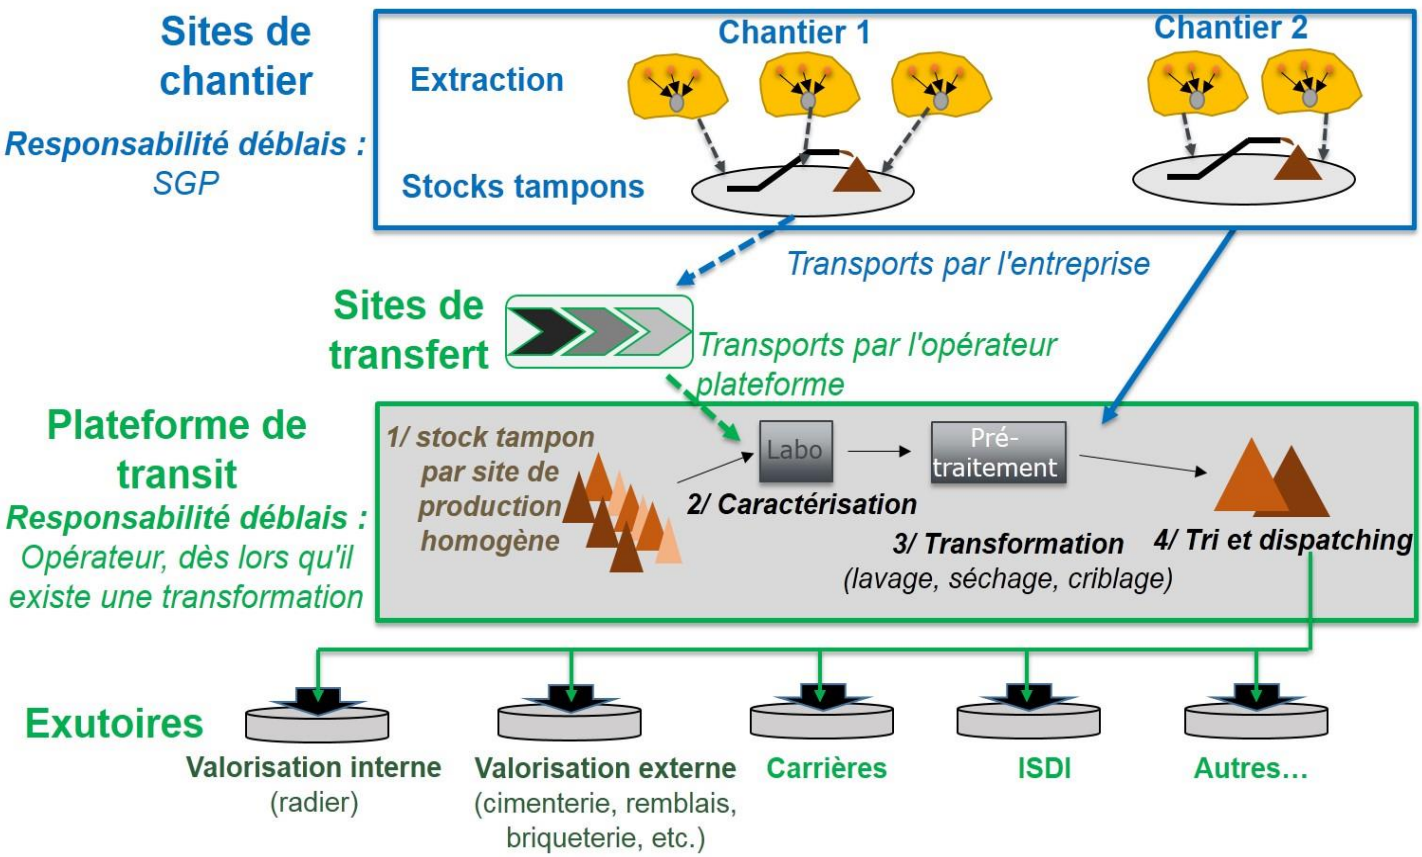 Sites de
chantier
Responsabilité déblais :
SGP
Chantier 1
Chantier 2
Extraction
Stocks tampons
Transports par l'entreprise
Sites de
transfert
Transports par l'opérateur
plateforme
Plateforme de
transit
Responsabilité déblais :
Opérateur, dès lors qu'il
existe une transformation
1/ stock tampon
par site de
production
homogène
Labo
2/ Caractérisation
Pré-
traitement
3/ Transformation
(lavage, séchage, criblage)
4/ Tri et dispatching
Exutoires
Valorisation interne
(radier)
Valorisation externe
(cimenterie, remblais,
briqueterie, etc.)
Carrières
ISDI
Autres…